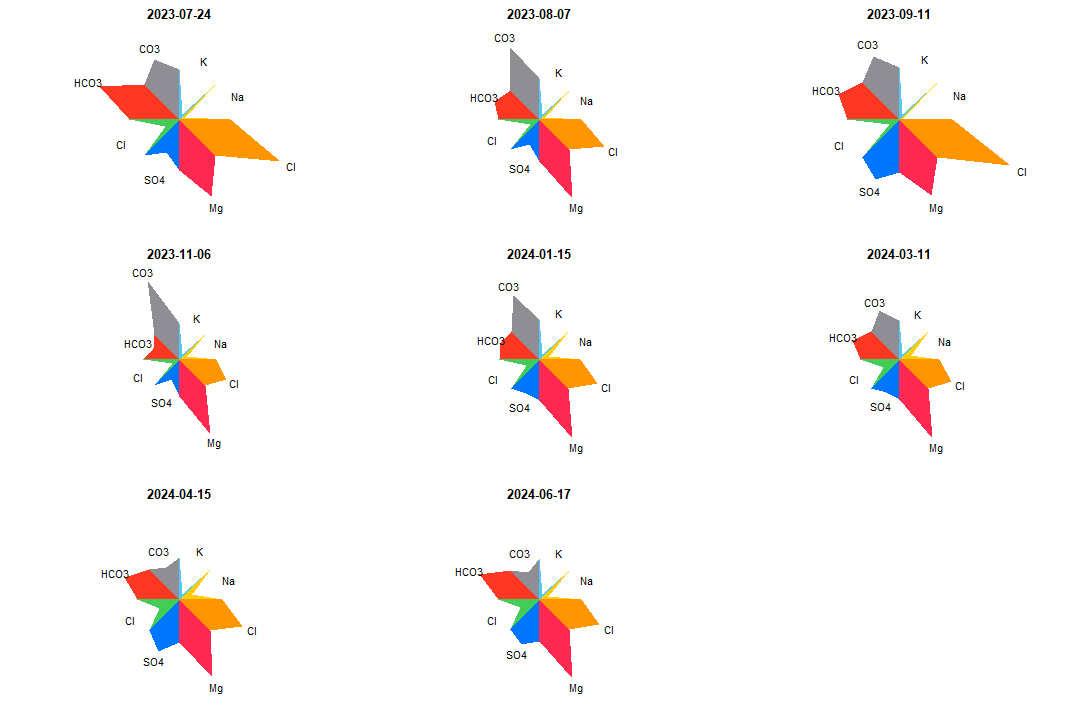 2023-07-24
CO3
K
HCO3
Na
Cl
Cl
SO4
Mg
2023-08-07
CO3
K
HCO3
Na
Cl
Cl
SO4
Mg
2023-09-11
CO3
K
HCO3
Na
Cl
Cl
SO4
Mg
2023-11-06
CO3
K
HCO3
Na
Cl
Cl
SO4
Mg
2024-01-15
CO3
K
HCO3
Na
Cl
Cl
SO4
Mg
2024-03-11
CO3
K
HCO3
Na
Cl
Cl
SO4
Mg
2024-04-15
CO3
K
HCO3
Na
Cl
Cl
SO4
Mg
2024-06-17
CO3
K
HCO3
Na
Cl
Cl
SO4
Mg